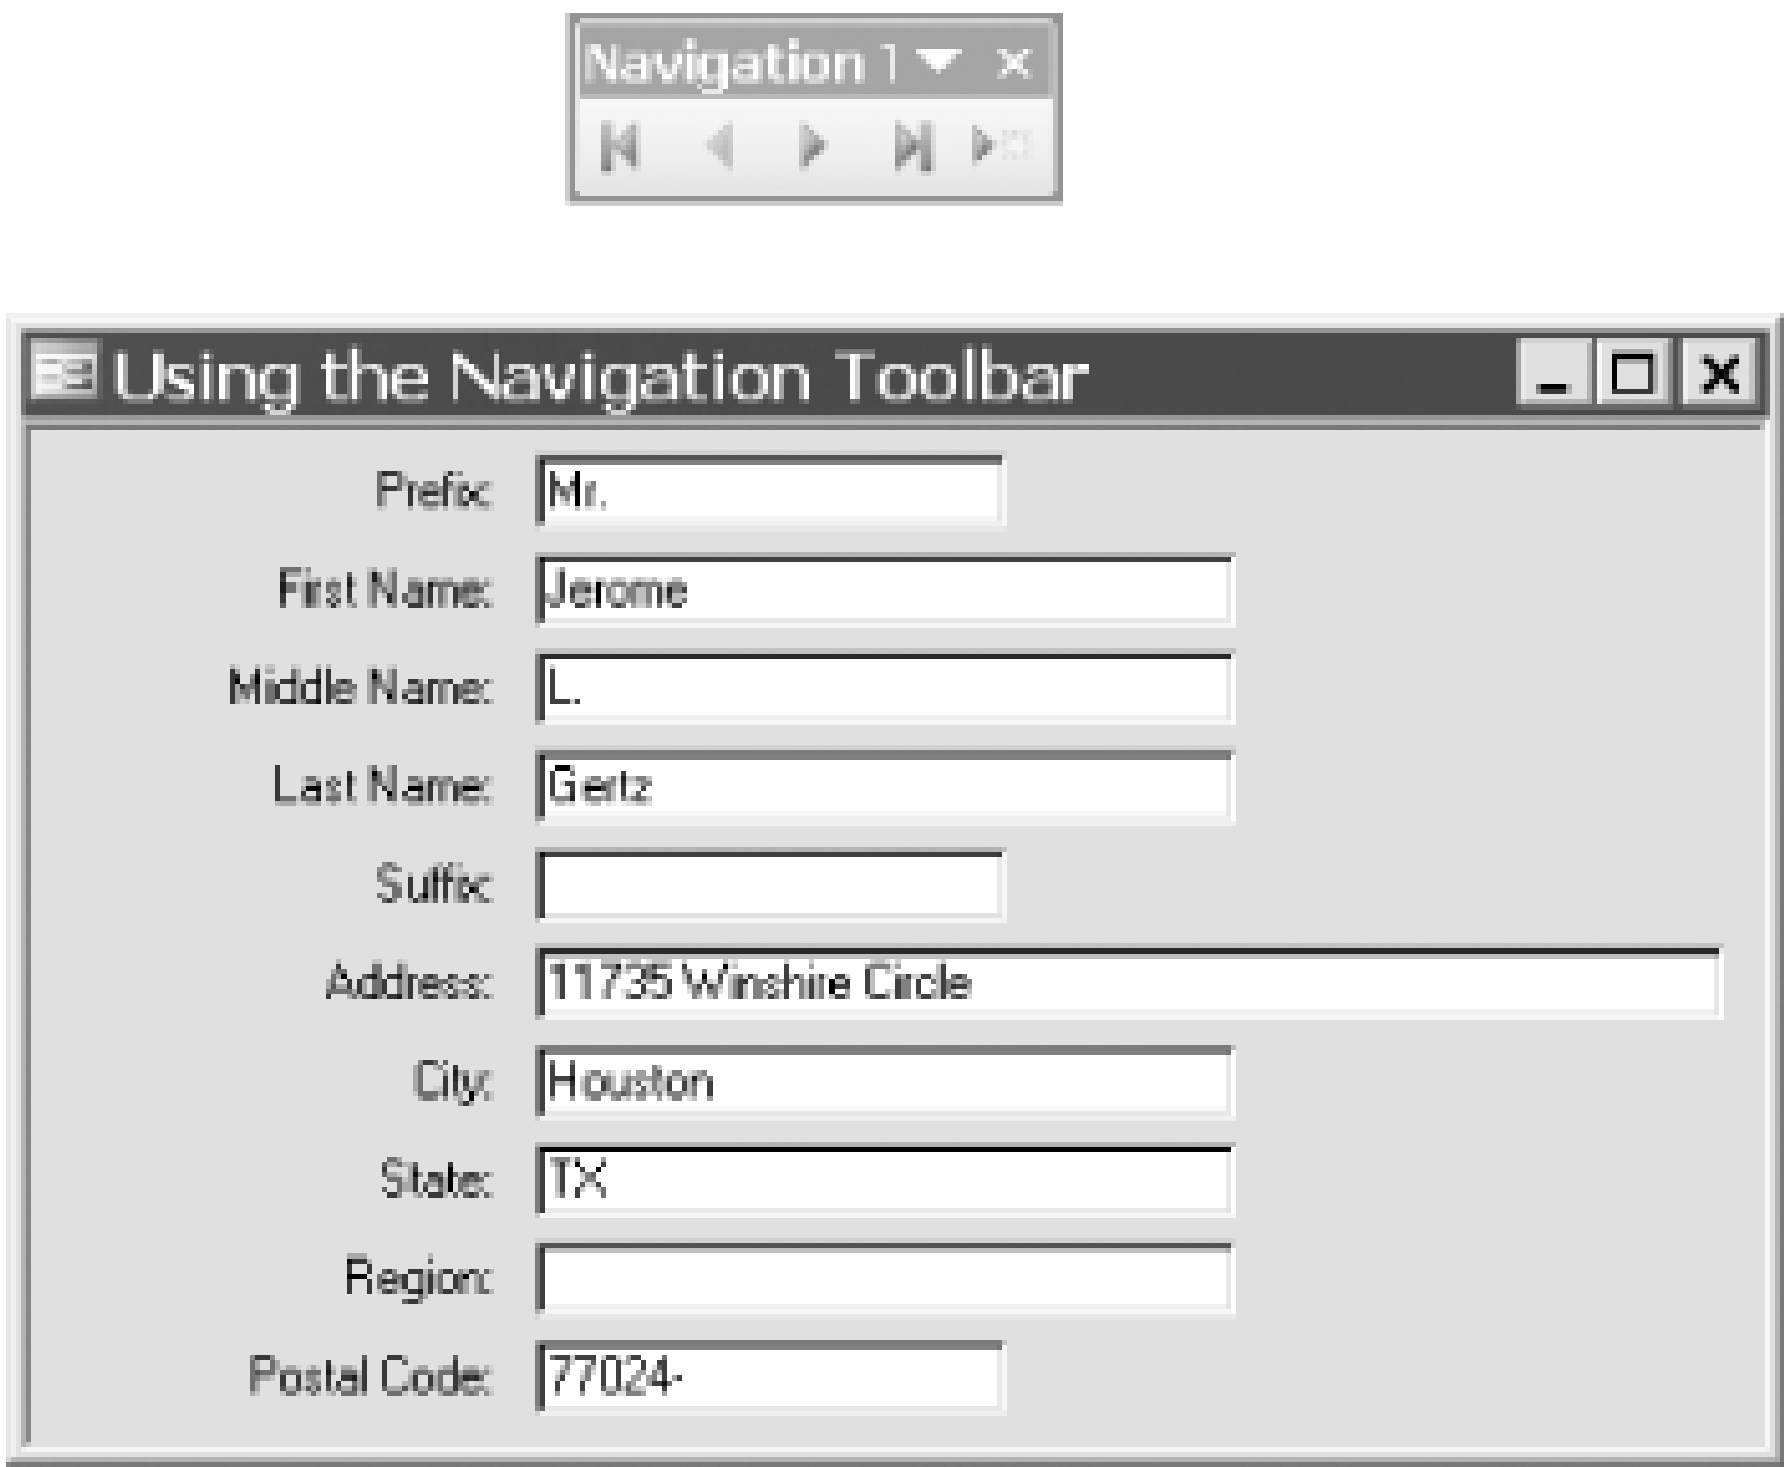 Navigation
Using the Navigation Toolbar
Prefix: Mr.
First Name: Jerome
Middle Name: L.
Last Name: Gertz
Suffix:
Address: 11735 Winshire Circle
City: Houston
State: TX
Region:
Postal Code: 77024-